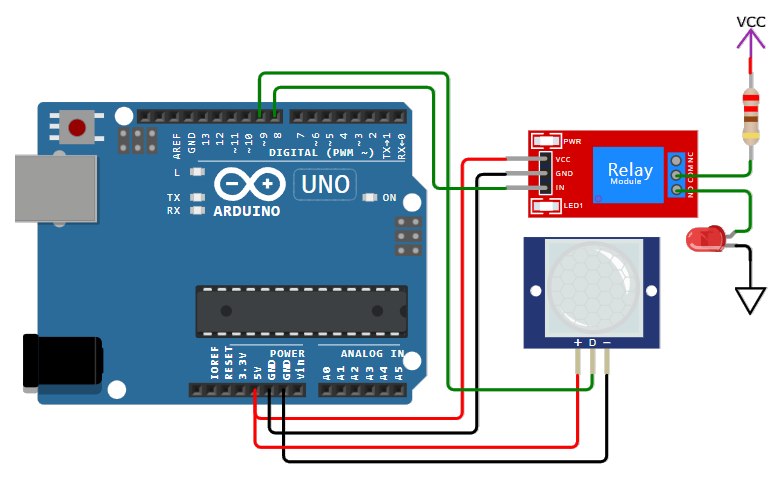 VCC
AREF
GND
13
12
~11
~10
~9
8
7
~6
~5
4
~3
2
TX→1
RX←0
DIGITAL (PWM ~)
L
TX
RX
UNO
ARDUINO
ON
PWR
VCC
GND
IN
LED1
Relay
Module
NO COM NC
+ D −
IOREF
RESET
3.3V
5V
GND
GND
Vin
POWER
ANALOG IN
A0
A1
A2
A3
A4
A5